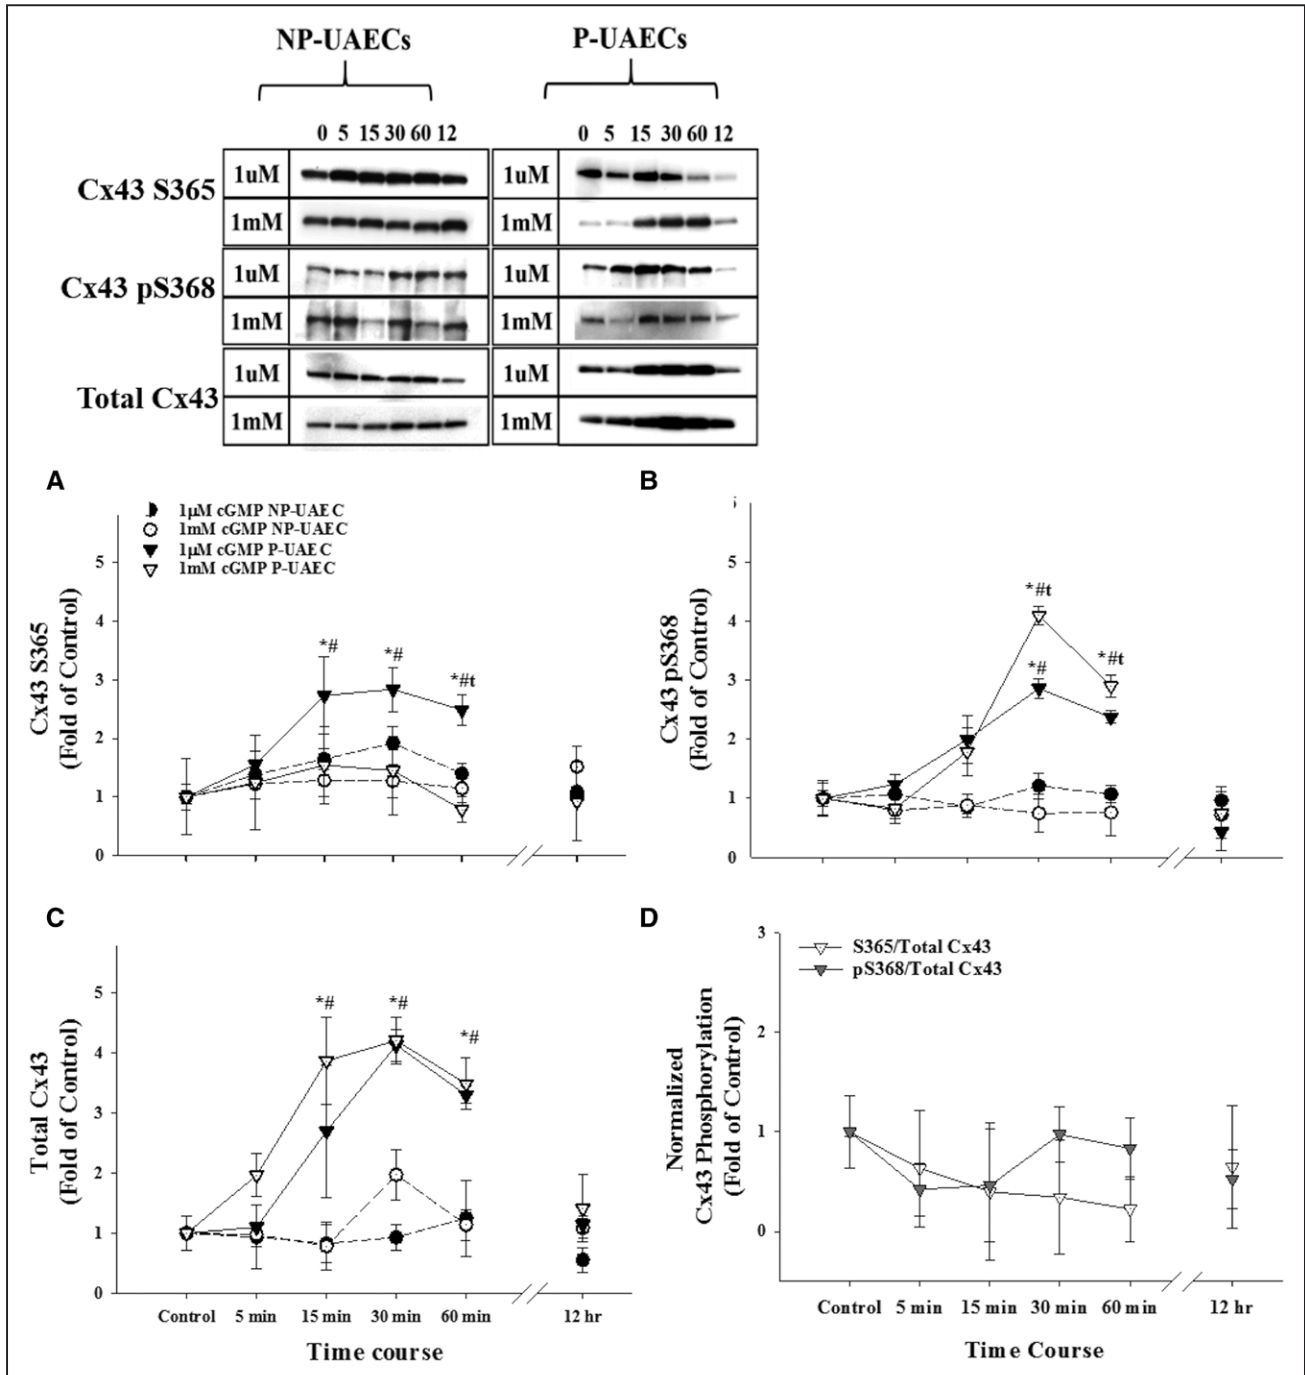 NP-UAECs P-UAECs
0 5 15 30 60 12 0 5 15 30 60 12
Cx43 S365 1uM 1uM
1mM 1mM
Cx43 pS368 1uM 1uM
1mM 1mM
Total Cx43 1uM 1uM
1mM 1mM
A
1µM cGMP NP-UAEC
1mM cGMP NP-UAEC
1µM cGMP P-UAEC
1mM cGMP P-UAEC
Cx43 S365
(Fold of Control)
5
4
3
2
1
0
*# *# *#t
B
Cx43 pS368
(Fold of Control)
5
4
3
2
1
0
*#t
*#
*#t
C
Total Cx43
(Fold of Control)
5
4
3
2
1
0
*# *# *#
Control 5 min 15 min 30 min 60 min 12 hr
Time course
D
S365/Total Cx43
pS368/Total Cx43
Normalized
Cx43 Phosphorylation
(Fold of Control)
3
2
1
0
Control 5 min 15 min 30 min 60 min 12 hr
Time Course